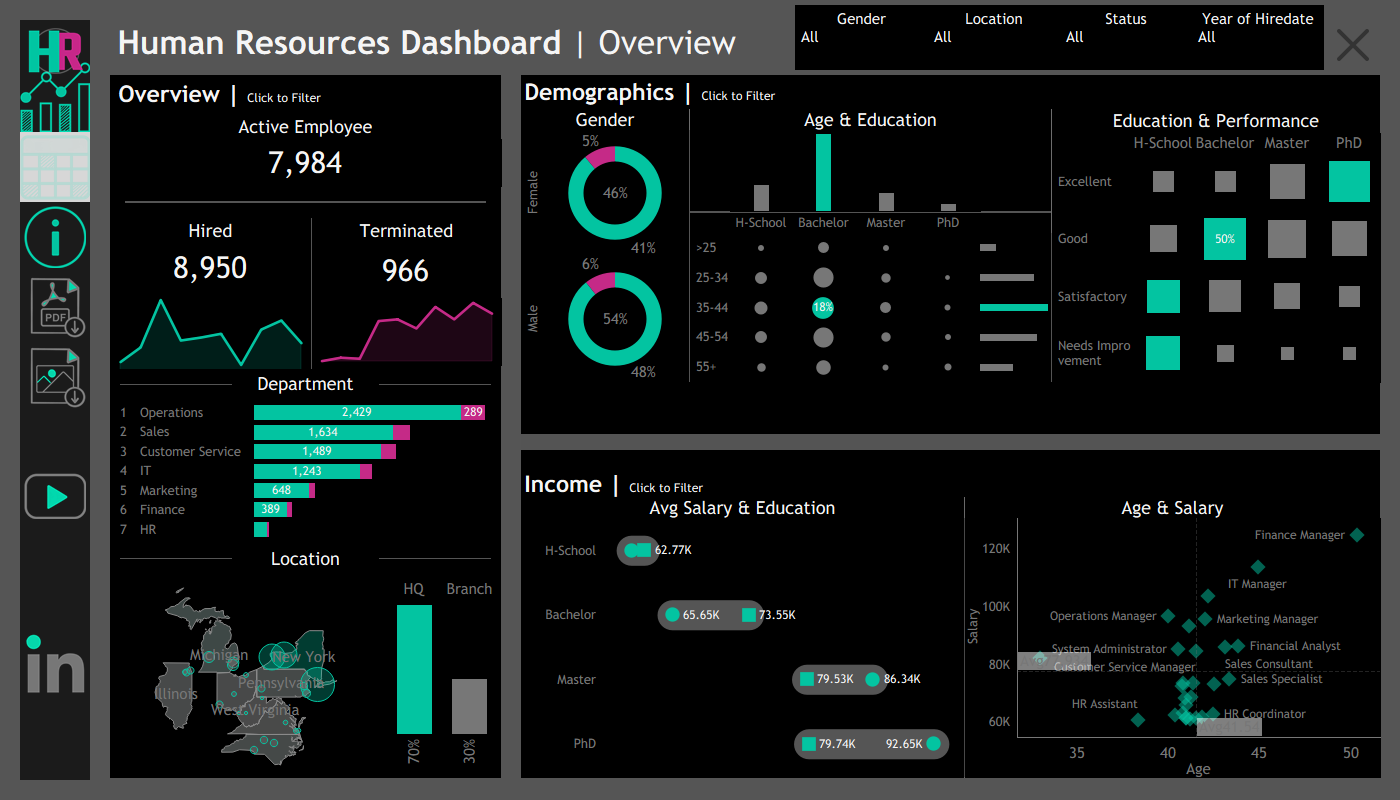 HR
Human Resources Dashboard | Overview
Gender
All
Location
All
Status
All
Year of Hiredate
All
Overview | Click to Filter
Active Employee
7,984
Hired
8,950
Terminated
966
Department
1 Operations 2,429 289
2 Sales 1,634
3 Customer Service 1,489
4 IT 1,243
5 Marketing 648
6 Finance 389
7 HR
Location
Michigan
New York
Pennsylvania
Illinois
West Virginia
HQ
Branch
70%
30%
Demographics | Click to Filter
Gender
Female
5%
46%
41%
Male
6%
54%
48%
Age & Education
H-School Bachelor Master PhD
>25
25-34
35-44 18%
45-54
55+
Education & Performance
H-School Bachelor Master PhD
Excellent
Good 50%
Satisfactory
Needs Impro
vement
Income | Click to Filter
Avg Salary & Education
H-School 62.77K
Bachelor 65.65K 73.55K
Master 79.53K 86.34K
PhD 79.74K 92.65K
Age & Salary
Salary
120K
100K
80K
60K
Finance Manager
IT Manager
Operations Manager
Marketing Manager
System Administrator
Financial Analyst
Customer Service Manager
Sales Consultant
Sales Specialist
HR Assistant
HR Coordinator
35 40 45 50
Age
PDF
in